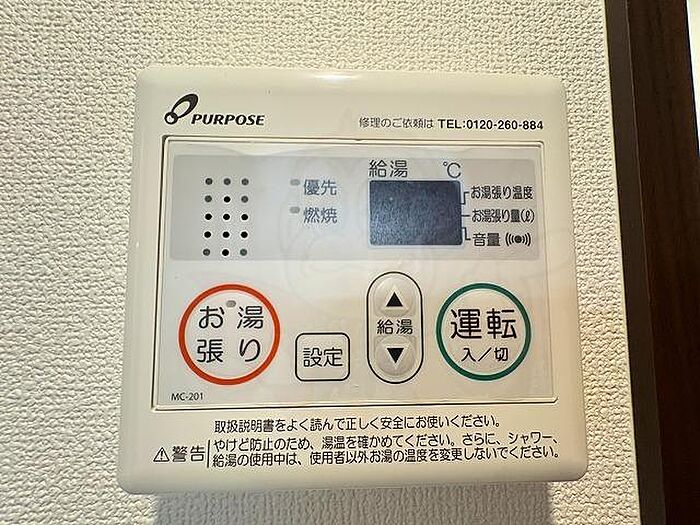 PURPOSE
修理のご依頼は TEL:0120-260-884
給湯 ℃
優先
燃焼
お湯張り温度
お湯張り量(ℓ)
音量
お湯
張り
設定
給湯
運転
入/切
MC-201
取扱説明書をよく読んで正しく安全にお使いください。
⚠警告
やけど防止のため、湯温を確かめてください。さらに、シャワー、
給湯の使用中は、使用者以外お湯の温度を変更しないでください。